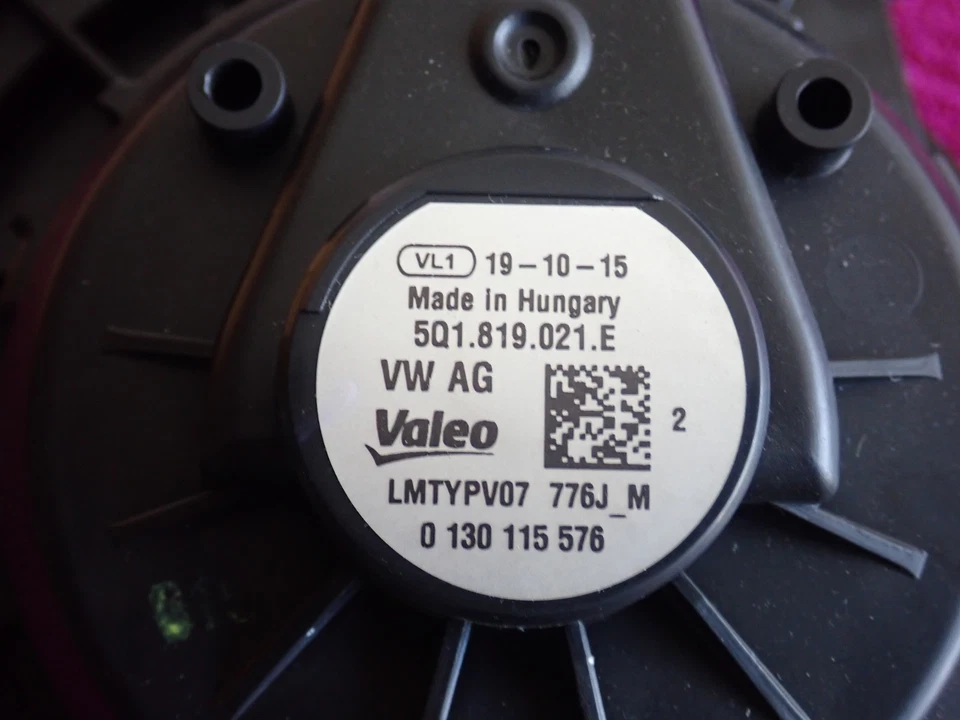 VL1 19-10-15
Made in Hungary
5Q1.819.021.E
VW AG
Valeo
2
LMTYPV07 776J_M
0 130 115 576